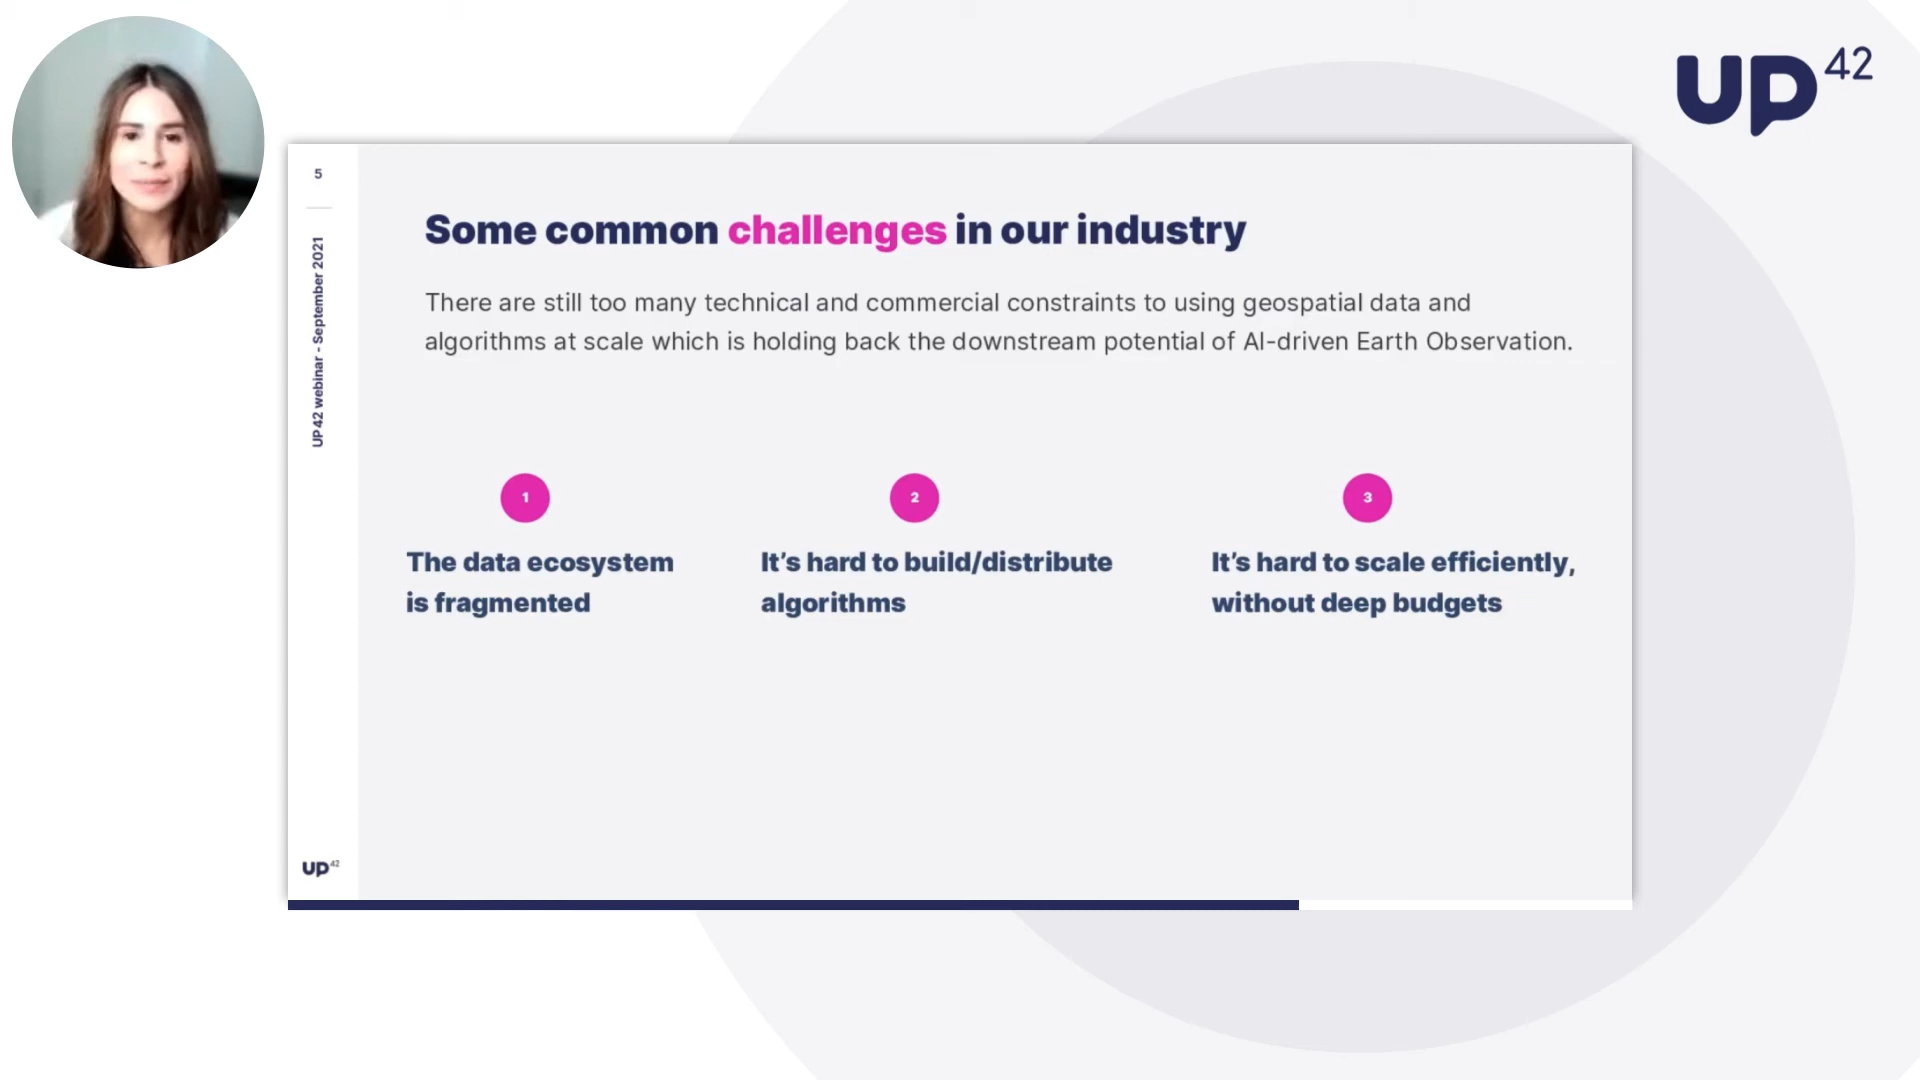 UP42
5
UP42 webinar - September 2021
Some common challenges in our industry
There are still too many technical and commercial constraints to using geospatial data and
algorithms at scale which is holding back the downstream potential of AI-driven Earth Observation.
1
The data ecosystem
is fragmented
2
It’s hard to build/distribute
algorithms
3
It’s hard to scale efficiently,
without deep budgets
UP42